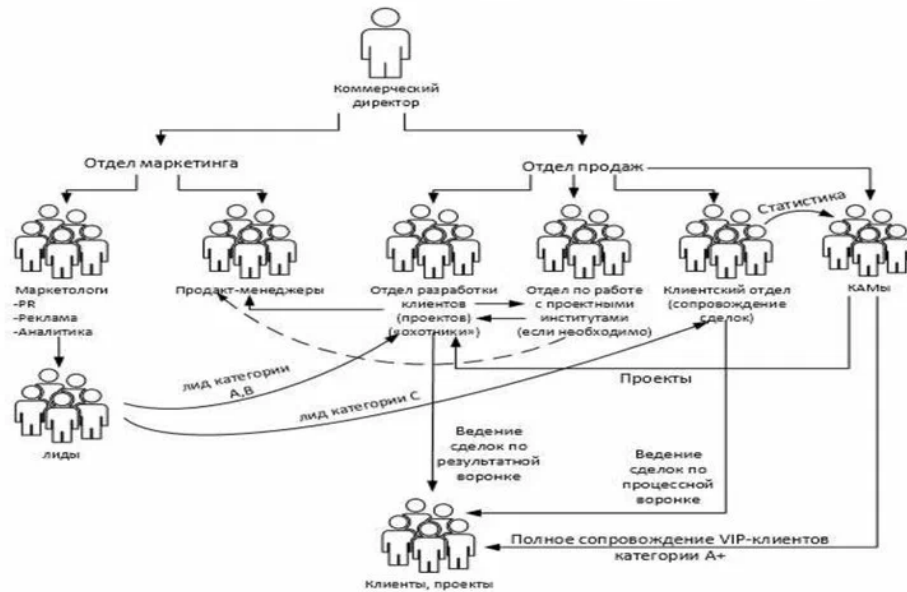 Коммерческий
директор
Отдел маркетинга
Отдел продаж
Статистика
Маркетологи
-PR
-Реклама
-Аналитика
Продакт-менеджеры
Отдел разработки
клиентов
(проектов)
(«охотники»)
Отдел по работе
с проектными
институтами
(если необходимо)
Клиентский отдел
(сопровождение
сделок)
КАМы
лид категории
А,В
лид категории С
Проекты
лиды
Ведение
сделок по
результатной
воронке
Ведение
сделок по
процессной
воронке
Полное сопровождение VIP-клиентов
категории А+
Клиенты, проекты